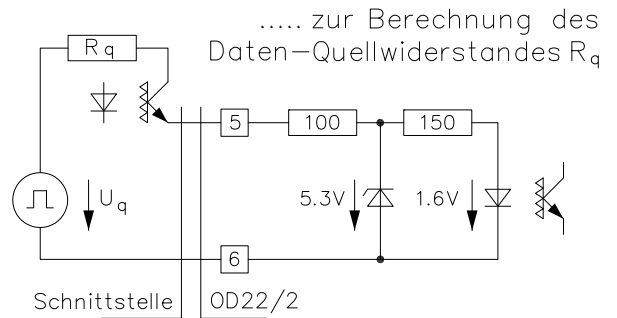 ..... zur Berechnung des
Daten-Quellwiderstandes Rq
Rq
5
100
150
Uq
5.3V
1.6V
6
Schnittstelle
OD22/2